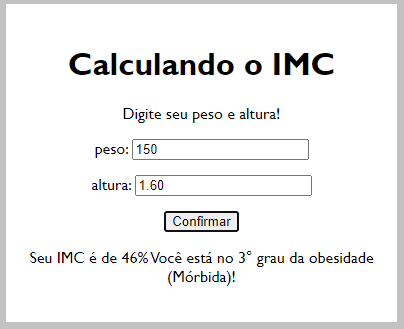 Calculando o IMC
Digite seu peso e altura!
peso: 150
altura: 1.60
Confirmar
Seu IMC é de 46% Você está no 3° grau da obesidade
(Mórbida)!